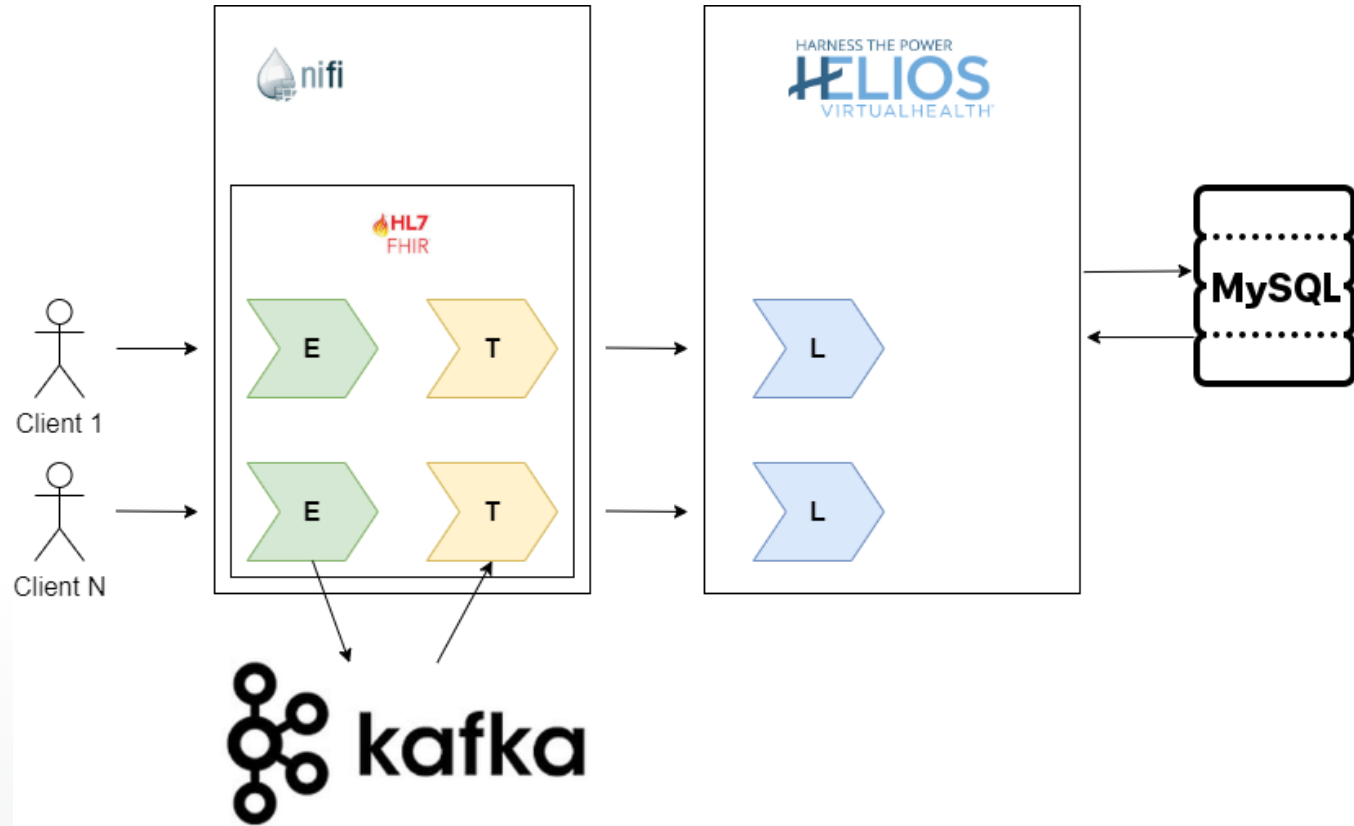 nifi
HARNESS THE POWER
HELIOS
VIRTUALHEALTH
HL7
FHIR
MySQL
E
T
L
Client 1
E
T
L
Client N
kafka